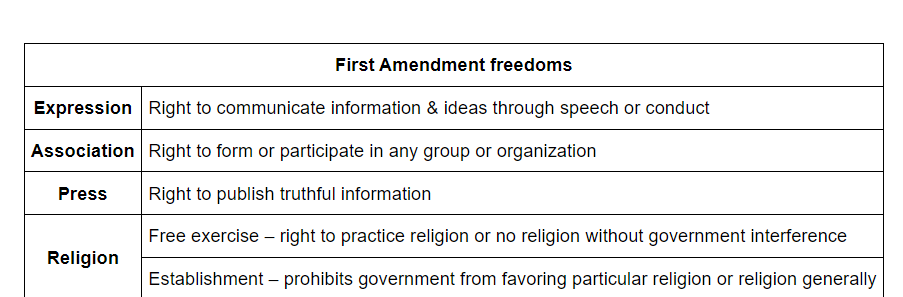 First Amendment freedoms
Expression Right to communicate information & ideas through speech or conduct
Association Right to form or participate in any group or organization
Press Right to publish truthful information
Religion
Free exercise – right to practice religion or no religion without government interference
Establishment – prohibits government from favoring particular religion or religion generally